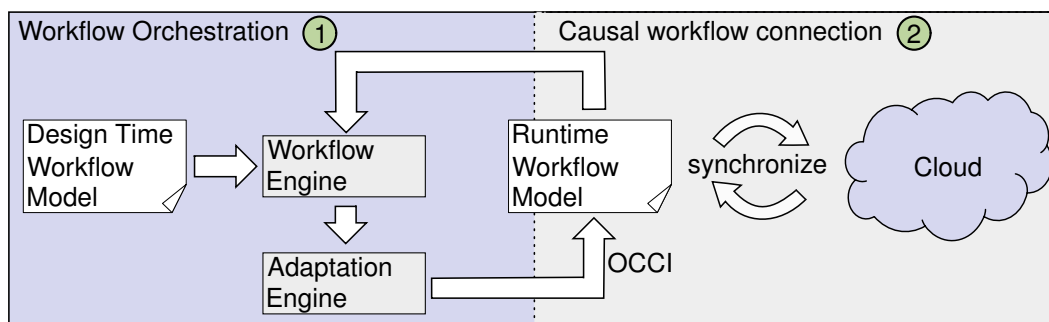 Workflow Orchestration 1
Causal workflow connection 2
Design Time
Workflow
Model
Workflow
Engine
Runtime
Workflow
Model
synchronize
Cloud
Adaptation
Engine
OCCI